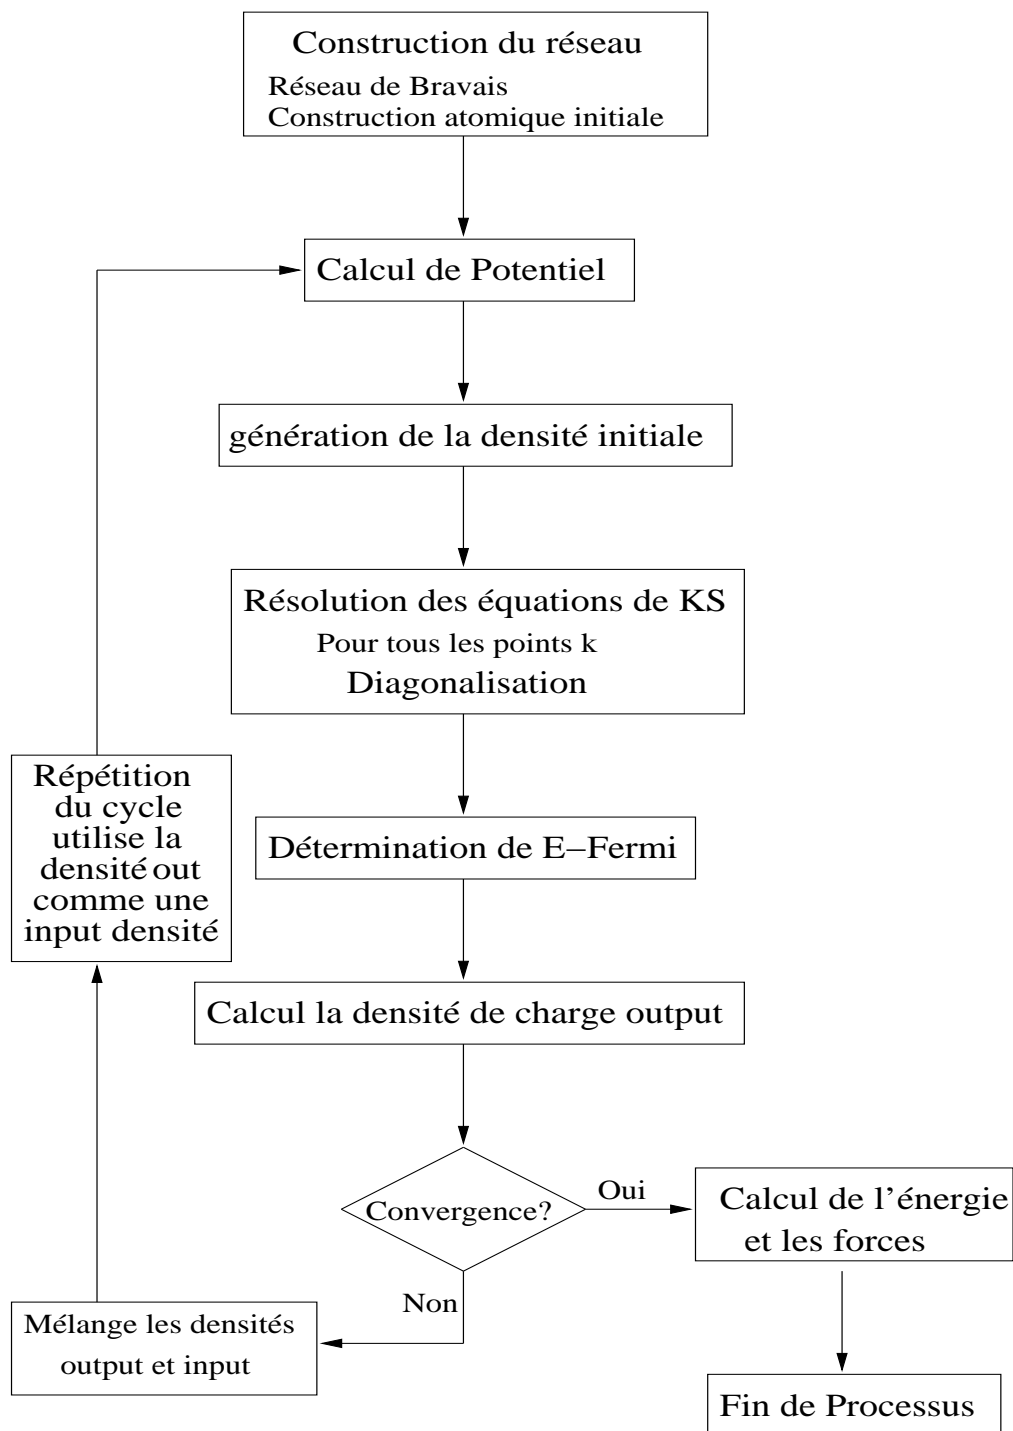 Construction du réseau
Réseau de Bravais
Construction atomique initiale
Calcul de Potentiel
génération de la densité initiale
Résolution des équations de KS
Pour tous les points k
Diagonalisation
Répétition
du cycle
utilise la
densité out
comme une
input densité
Détermination de E–Fermi
Calcul la densité de charge output
Convergence?
Oui
Calcul de l'énergie
et les forces
Non
Mélange les densités
output et input
Fin de Processus